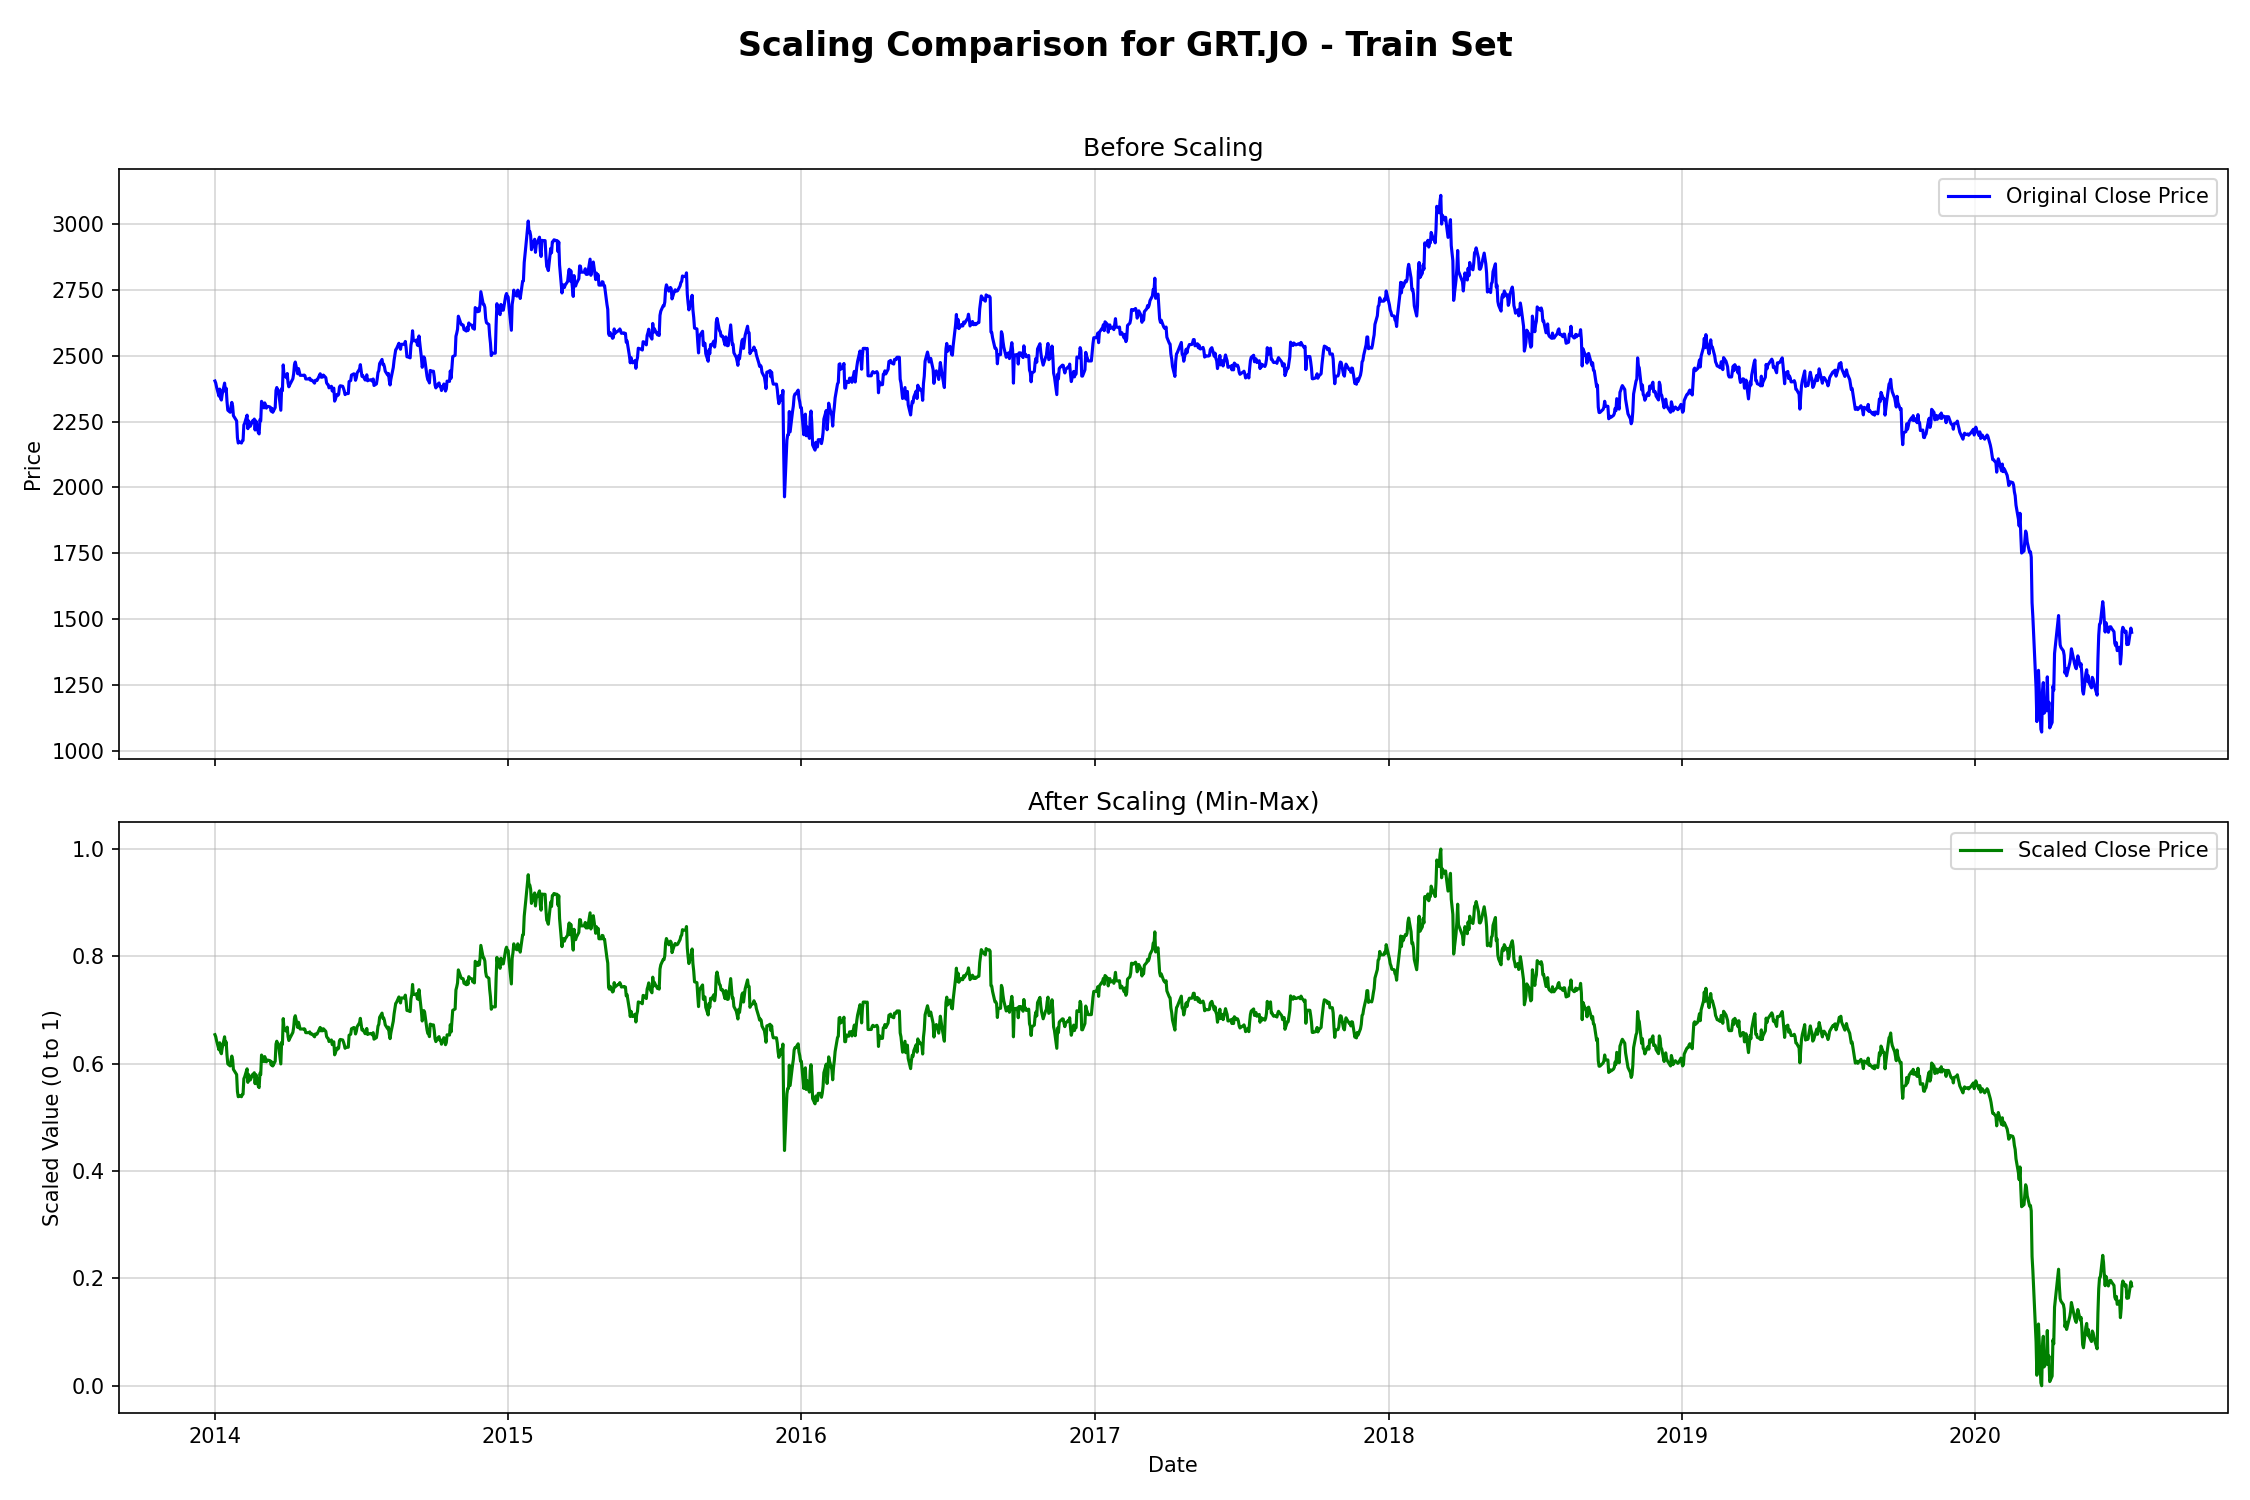 Scaling Comparison for GRT.JO - Train Set
Before Scaling
Original Close Price
3000
2750
2500
2250
2000
1750
1500
1250
1000
Price
After Scaling (Min-Max)
Scaled Close Price
1.0
0.8
0.6
0.4
0.2
0.0
Scaled Value (0 to 1)
2014 2015 2016 2017 2018 2019 2020
Date